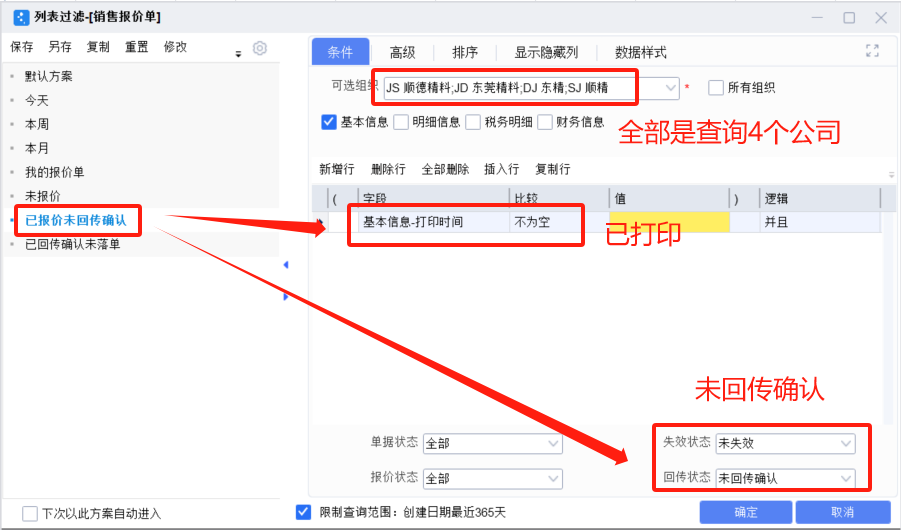 列表过滤-[销售报价单]
保存 另存 复制 重置 修改
默认方案
今天
本周
本月
我的报价单
未报价
已报价未回传确认
已回传确认未落单
下次以此方案自动进入
条件 高级 排序 显示隐藏列 数据样式
可选组织 JS 顺德精料;JD 东莞精料;DJ 东精;SJ 顺精 * 所有组织
基本信息 明细信息 税务明细 财务信息
全部是查询4个公司
新增行 删除行 全部删除 插入行 复制行
( 字段 比较 值 ) 逻辑
基本信息-打印时间 不为空 并且
已打印
未回传确认
单据状态 全部 失效状态 未失效
报价状态 全部 回传状态 未回传确认
限制查询范围：创建日期最近365天
确定 取消